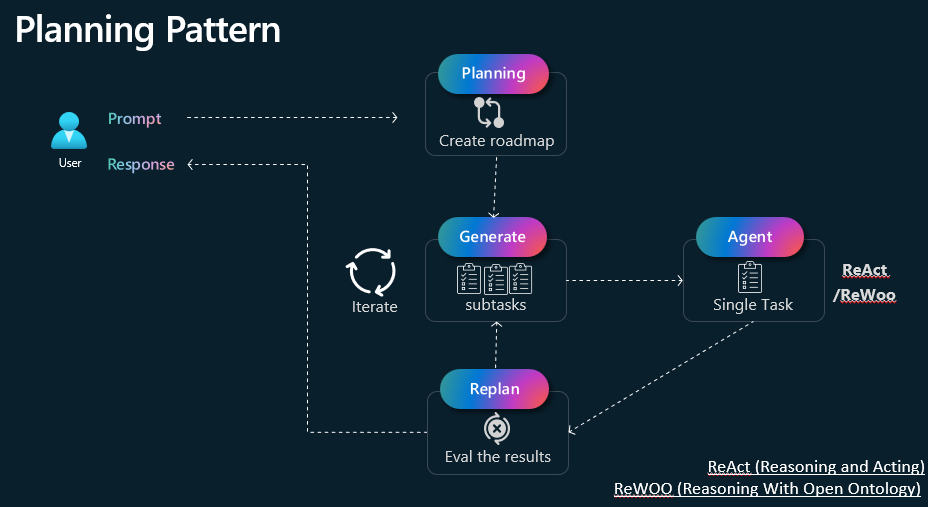 Planning Pattern
Planning
Create roadmap
Prompt
User
Response
Generate
subtasks
Iterate
Agent
Single Task
ReAct
/ReWoo
Replan
Eval the results
ReAct (Reasoning and Acting)
ReWOO (Reasoning With Open Ontology)